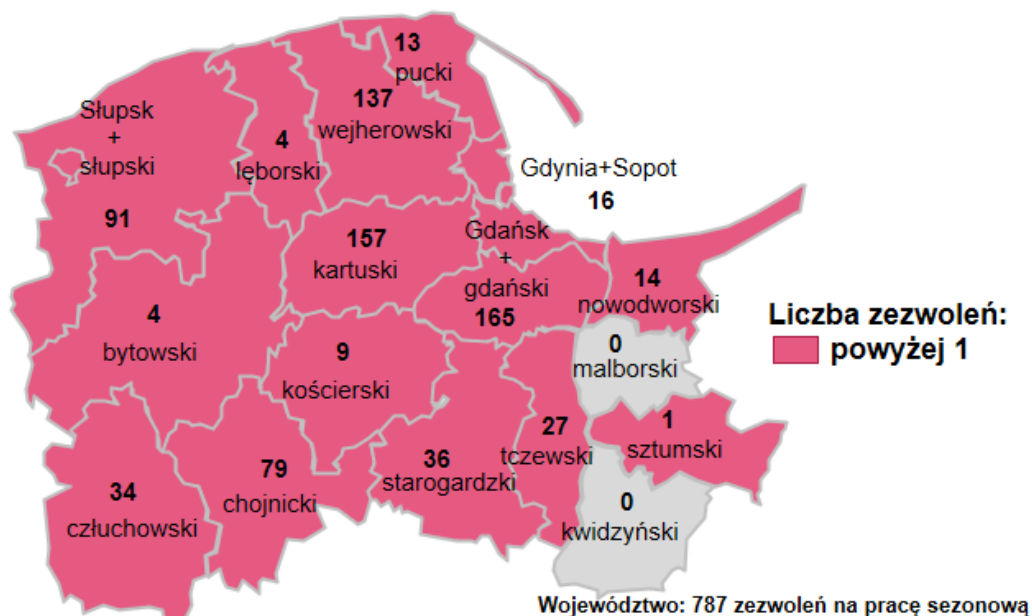 13
pucki
137
wejherowski
Słupsk
+
słupski
91
4
lęborski
Gdynia+Sopot
16
157
kartuski
Gdańsk
+
gdański
165
14
nowodworski
4
bytowski
9
kościerski
0
malborski
34
człuchowski
79
chojnicki
36
starogardzki
27
tczewski
1
sztumski
0
kwidzyński
Liczba zezwoleń:
powyżej 1
Województwo: 787 zezwoleń na pracę sezonową